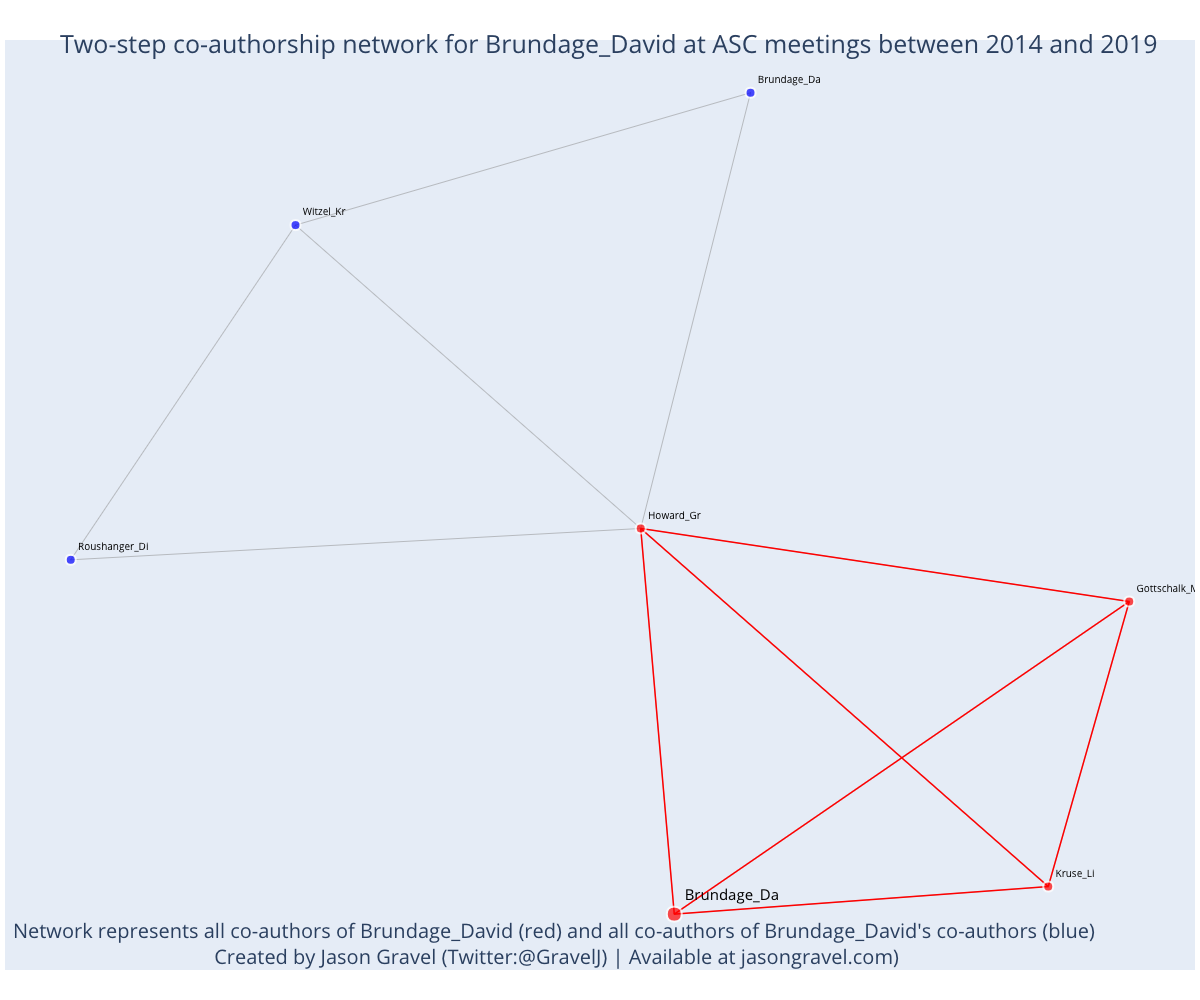 Two-step co-authorship network for Brundage_David at ASC meetings between 2014 and 2019
Brundage_Da
Witzel_Kr
Howard_Gr
Roushanger_Di
Gottschalk_M
Kruse_Li
Brundage_Da
Network represents all co-authors of Brundage_David (red) and all co-authors of Brundage_David's co-authors (blue)
Created by Jason Gravel (Twitter:@GravelJ) | Available at jasongravel.com)